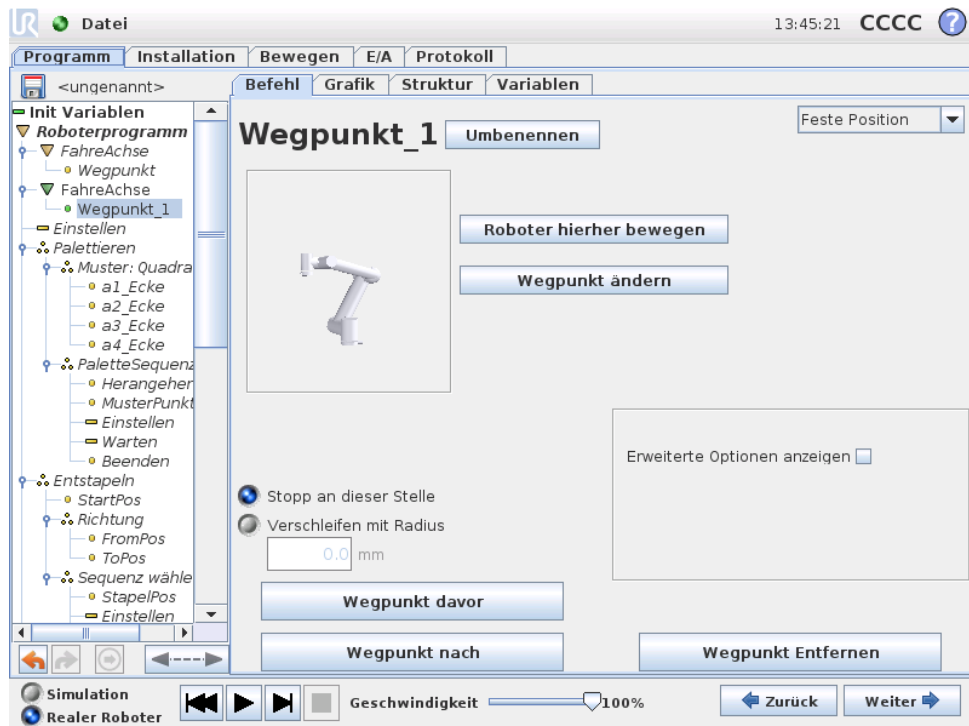 UR Datei 13:45:21 CCCC ?
Programm Installation Bewegen E/A Protokoll
<ungenannt>
Befehl Grafik Struktur Variablen
Init Variablen
Roboterprogramm
FahreAchse
Wegpunkt
FahreAchse
Wegpunkt_1
Einstellen
Palettieren
Muster: Quadra
a1_Ecke
a2_Ecke
a3_Ecke
a4_Ecke
PaletteSequenz
Herangehen
MusterPunkt
Einstellen
Warten
Beenden
Entstapeln
StartPos
Richtung
FromPos
ToPos
Sequenz wähle
StapelPos
Einstellen
Wegpunkt_1 Umbenennen
Feste Position
Roboter hierher bewegen
Wegpunkt ändern
Erweiterte Optionen anzeigen
Stopp an dieser Stelle
Verschleifen mit Radius
0.0 mm
Wegpunkt davor
Wegpunkt nach Wegpunkt Entfernen
Simulation
Realer Roboter
Geschwindigkeit 100%
Zurück Weiter